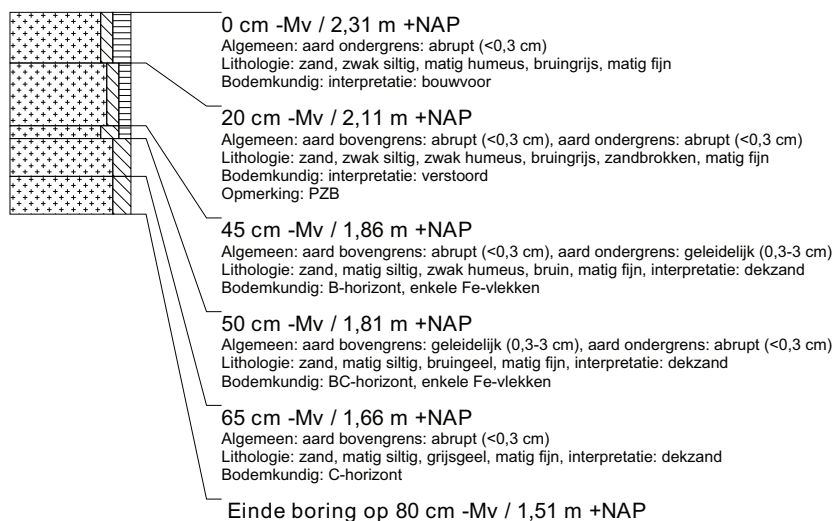 0 cm -Mv / 2,31 m +NAP
Algemeen: aard ondergrens: abrupt (<0,3 cm)
Lithologie: zand, zwak siltig, matig humeus, bruingrijs, matig fijn
Bodemkundig: interpretatie: bouwvoor
20 cm -Mv / 2,11 m +NAP
Algemeen: aard bovengrens: abrupt (<0,3 cm), aard ondergrens: abrupt (<0,3 cm)
Lithologie: zand, zwak siltig, zwak humeus, bruingrijs, zandbrokken, matig fijn
Bodemkundig: interpretatie: verstoord
Opmerking: PZB
45 cm -Mv / 1,86 m +NAP
Algemeen: aard bovengrens: abrupt (<0,3 cm), aard ondergrens: geleidelijk (0,3-3 cm)
Lithologie: zand, matig siltig, zwak humeus, bruin, matig fijn, interpretatie: dekzand
Bodemkundig: B-horizont, enkele Fe-vlekken
50 cm -Mv / 1,81 m +NAP
Algemeen: aard bovengrens: geleidelijk (0,3-3 cm), aard ondergrens: abrupt (<0,3 cm)
Lithologie: zand, matig siltig, bruingeel, matig fijn, interpretatie: dekzand
Bodemkundig: BC-horizont, enkele Fe-vlekken
65 cm -Mv / 1,66 m +NAP
Algemeen: aard bovengrens: abrupt (<0,3 cm)
Lithologie: zand, matig siltig, grijsgeel, matig fijn, interpretatie: dekzand
Bodemkundig: C-horizont
Einde boring op 80 cm -Mv / 1,51 m +NAP